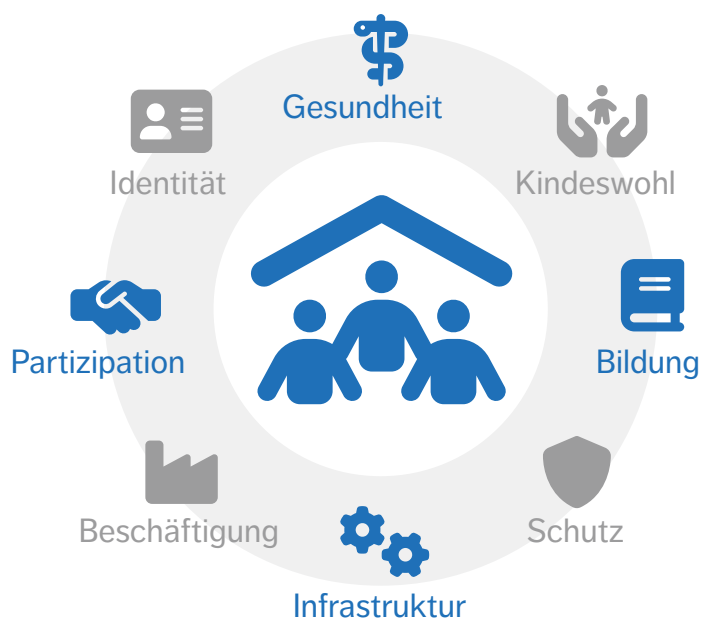 Gesundheit
Identität
Kindeswohl
Partizipation
Bildung
Beschäftigung
Schutz
Infrastruktur